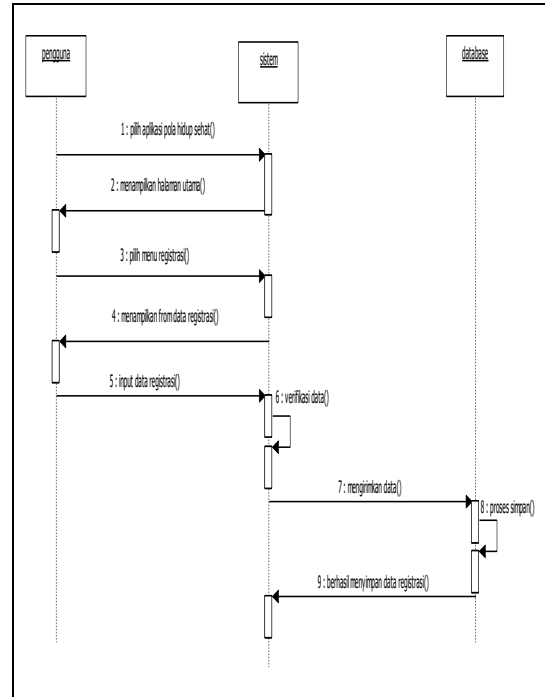 pengguna
sistem
database
1 : pilih aplikasi pola hidup sehat()
2 : menampilkan halaman utama()
3 : pilih menu registrasi()
4 : menampilkan from data registrasi()
5 : input data registrasi()
6 : verifikasi data()
7 : mengirimkan data()
8 : proses simpan()
9 : berhasil menyimpan data registrasi()